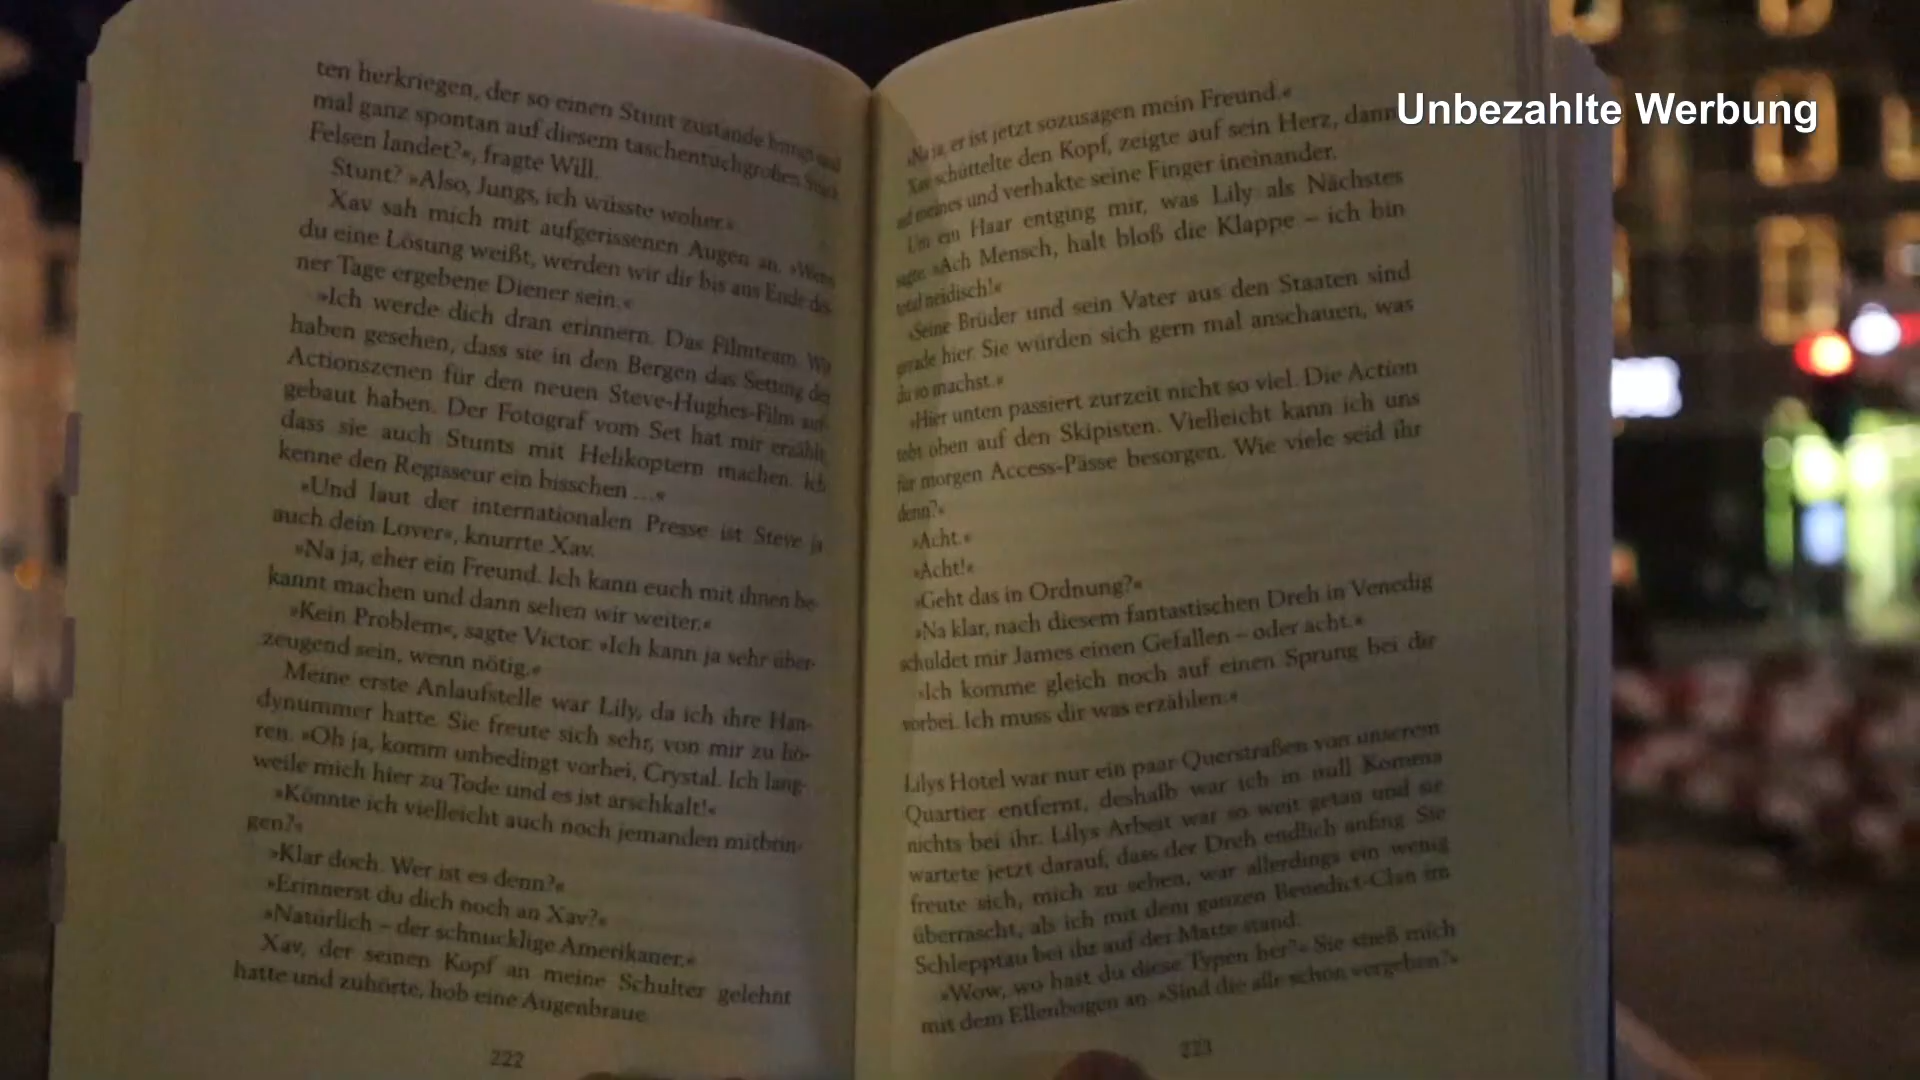 ten herkriegen, der so einen Stunt zustande bringt und
mal ganz spontan auf diesem taschentuchgroßen Stück
Felsen landet?«, fragte Will.
Stunt? »Also, Jungs, ich wüsste woher.«
Xav sah mich mit aufgerissenen Augen an. »Wenn
du eine Lösung weißt, werden wir dir bis ans Ende dei-
ner Tage ergebene Diener sein.«
»Ich werde dich dran erinnern. Das Filmteam. Wir
haben gesehen, dass sie in den Bergen das Setting der
Actionszenen für den neuen Steve-Hughes-Film auf-
gebaut haben. Der Fotograf vom Set hat mir erzählt,
dass sie auch Stunts mit Helikoptern machen. Ich
kenne den Regisseur ein bisschen ...«
»Und laut der internationalen Presse ist Steve ja
auch dein Lover«, knurrte Xav.
»Na ja, eher ein Freund. Ich kann euch mit ihnen be-
kannt machen und dann sehen wir weiter.«
»Kein Problem«, sagte Victor. »Ich kann ja sehr über-
zeugend sein, wenn nötig.«
Meine erste Anlaufstelle war Lily, da ich ihre Han-
dynummer hatte. Sie freute sich sehr, von mir zu hö-
ren. »Oh ja, komm unbedingt vorbei, Crystal. Ich lang-
weile mich hier zu Tode und es ist arschkalt!«
»Könnte ich vielleicht auch noch jemanden mitbrin-
gen?«
»Klar doch. Wer ist es denn?«
»Erinnerst du dich noch an Xav?«
»Natürlich – der schnucklige Amerikaner.«
Xav, der seinen Kopf an meine Schulter gelehnt
hatte und zuhörte, hob eine Augenbraue.
222
»Na ja, er ist jetzt sozusagen mein Freund.«
Xav schüttelte den Kopf, zeigte auf sein Herz, dann
auf meines und verhakte seine Finger ineinander.
Um ein Haar entging mir, was Lily als Nächstes
sagte. »Ach Mensch, halt bloß die Klappe – ich bin
total neidisch!«
»Seine Brüder und sein Vater aus den Staaten sind
gerade hier. Sie würden sich gern mal anschauen, was
du so machst.«
»Hier unten passiert zurzeit nicht so viel. Die Action
tobt oben auf den Skipisten. Vielleicht kann ich uns
für morgen Access-Pässe besorgen. Wie viele seid ihr
denn?«
»Acht.«
»Acht!«
»Geht das in Ordnung?«
»Na klar, nach diesem fantastischen Dreh in Venedig
schuldet mir James einen Gefallen – oder acht.«
»Ich komme gleich noch auf einen Sprung bei dir
vorbei. Ich muss dir was erzählen.«
Lilys Hotel war nur ein paar Querstraßen von unserem
Quartier entfernt, deshalb war ich in null Komma
nichts bei ihr. Lilys Arbeit war so weit getan und sie
wartete jetzt darauf, dass der Dreh endlich anfing. Sie
freute sich, mich zu sehen, war allerdings ein wenig
überrascht, als ich mit dem ganzen Benedict-Clan im
Schlepptau bei ihr auf der Matte stand.
»Wow, wo hast du diese Typen her?« Sie stieß mich
mit dem Ellenbogen an. »Sind die alle schon vergeben?»
223
Unbezahlte Werbung